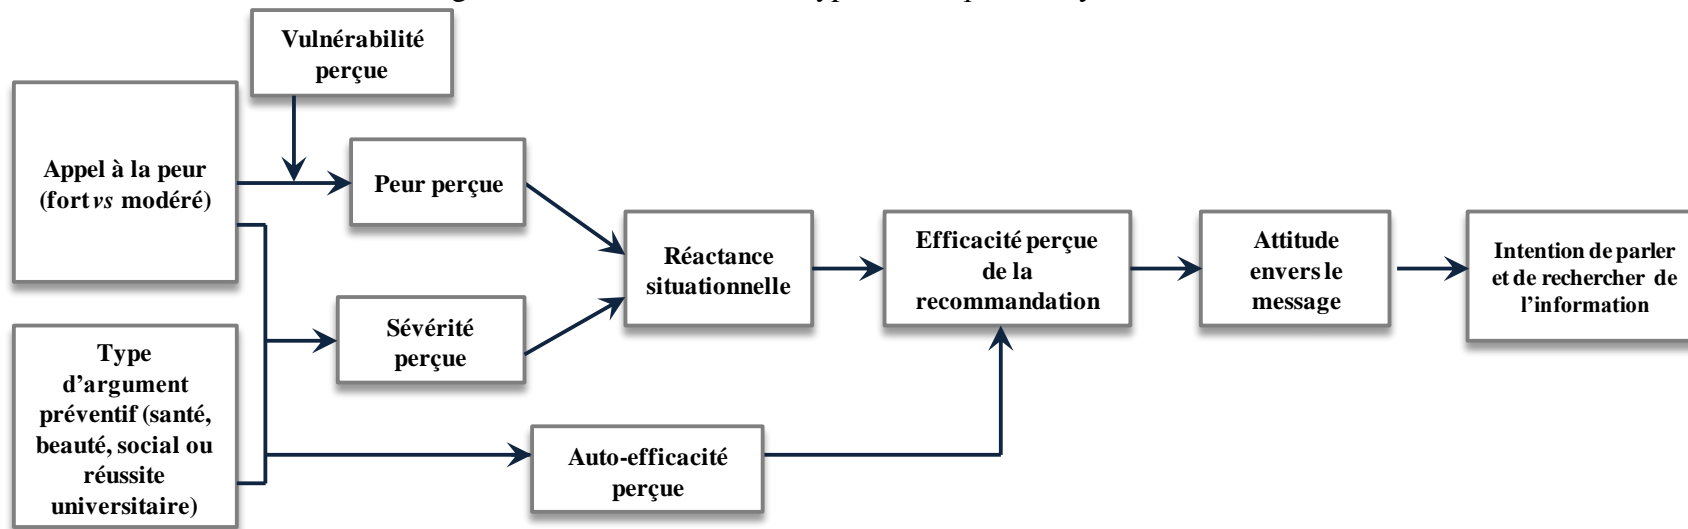 Vulnérabilité
perçue
Appel à la peur
(fort vs modéré)
Peur perçue
Réactance
situationnelle
Efficacité perçue
de la
recommandation
Attitude
envers le
message
Intention de parler
et de rechercher de
l’information
Sévérité
perçue
Type
d’argument
préventif (santé,
beauté, social ou
réussite
universitaire)
Auto-efficacité
perçue